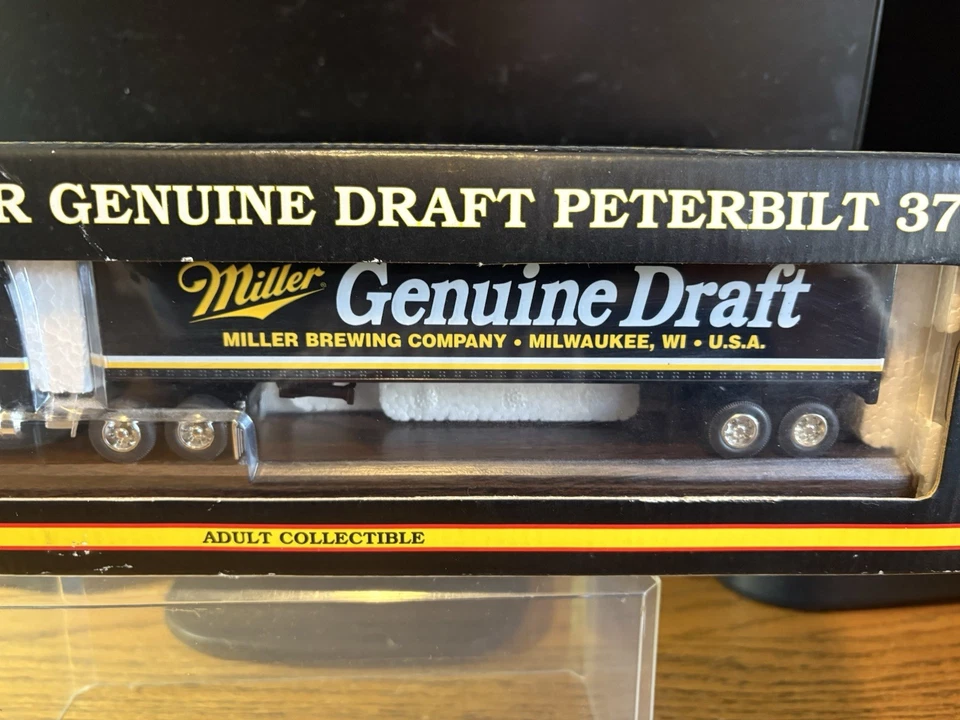 R GENUINE DRAFT PETERBILT 37
Miller Genuine Draft
MILLER BREWING COMPANY • MILWAUKEE, WI • U.S.A.
ADULT COLLECTIBLE